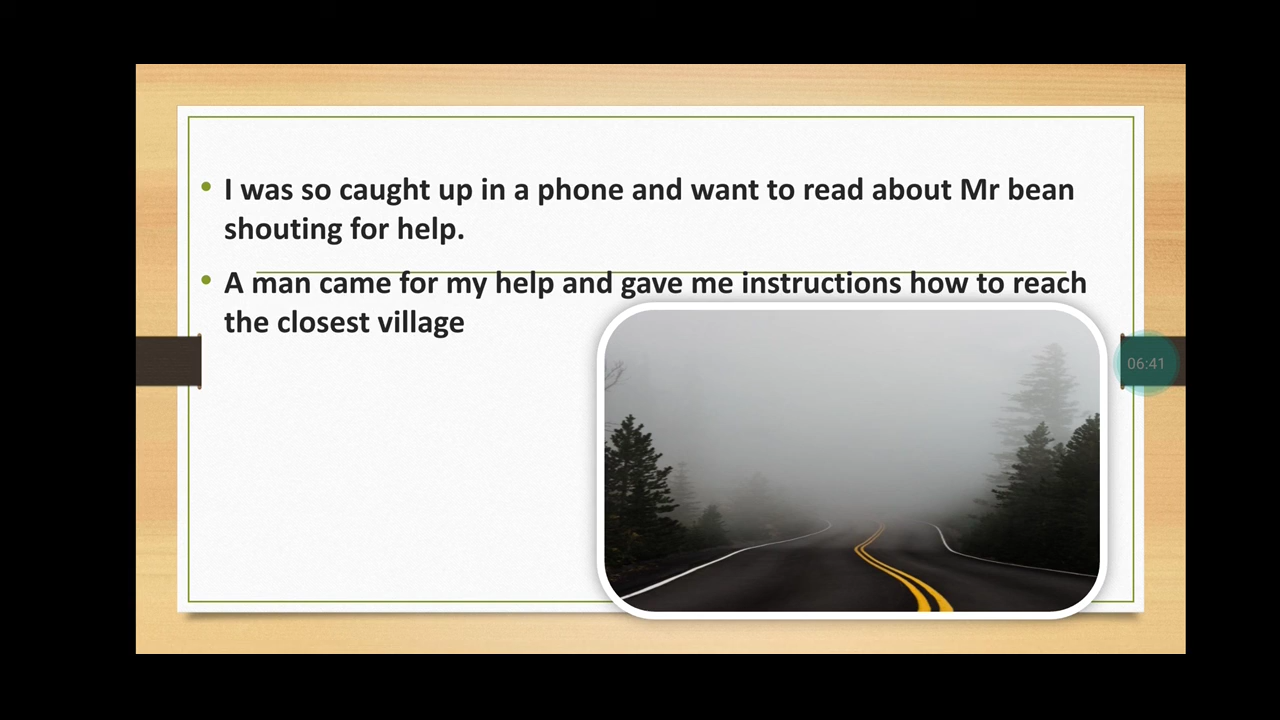 • I was so caught up in a phone and want to read about Mr bean
shouting for help.
• A man came for my help and gave me instructions how to reach
the closest village
06:41